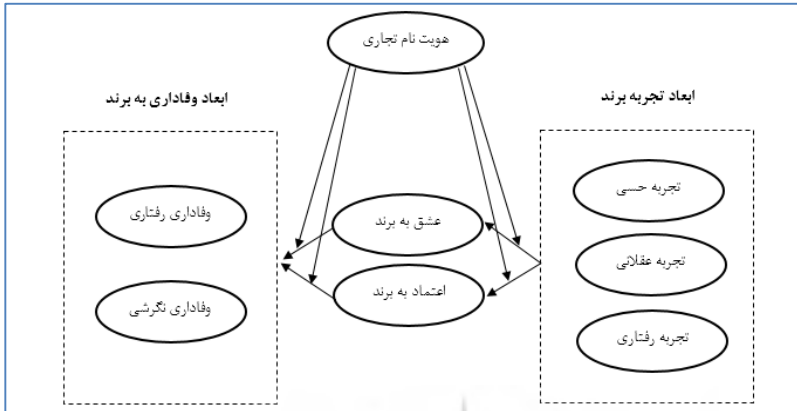 هویت نام تجاری
ابعاد تجربه برند
ابعاد وفاداری به برند
تجربه حسی
تجربه عقلانی
تجربه رفتاری
عشق به برند
اعتماد به برند
وفاداری رفتاری
وفاداری نگرشی